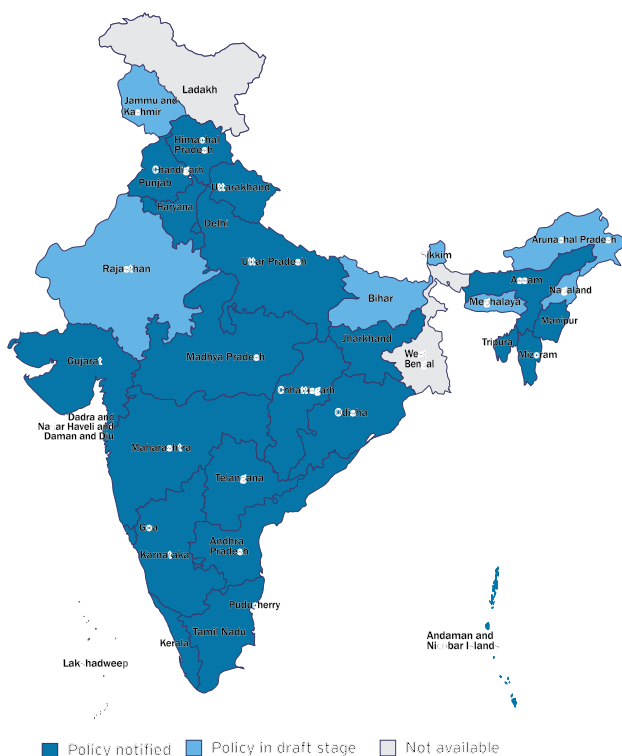 Ladakh
Jammu and
Kashmir
Himachal
Pradesh
Chandigarh
Punjab
Uttarakhand
Haryana
Delhi
Arunachal Pradesh
Sikkim
Uttar Pradesh
Rajasthan
Assam
Nagaland
Bihar
Meghalaya
Manipur
Jharkhand
Tripura
Mizoram
West
Bengal
Gujarat
Madhya Pradesh
Chhattisgarh
Odisha
Dadra and
Nagar Haveli and
Daman and Diu
Maharashtra
Telangana
Goa
Karnataka
Andhra
Pradesh
Puducherry
Tamil Nadu
Kerala
Andaman and
Nicobar Islands
Lakshadweep
Policy notified
Policy in draft stage
Not available